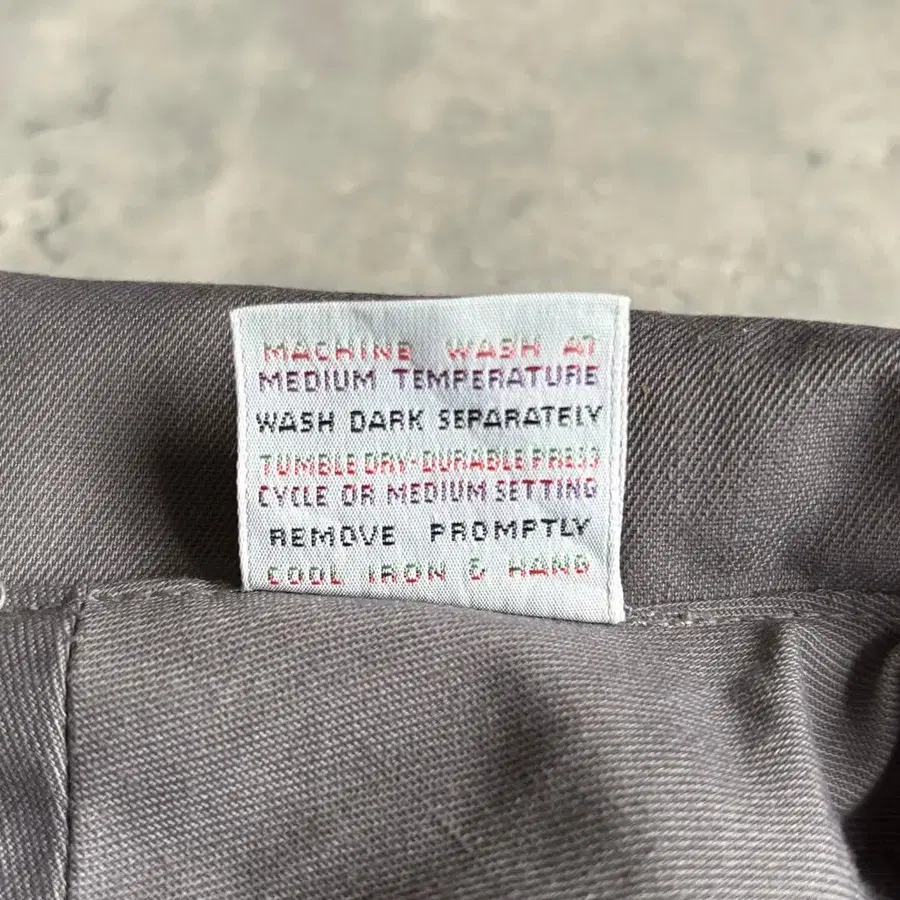 MACHINE WASH AT
MEDIUM TEMPERATURE
WASH DARK SEPARATELY
TUMBLE DRY-DURABLE PRESS
CYCLE OR MEDIUM SETTING
REMOVE PROMPTLY
COOL IRON & HANG